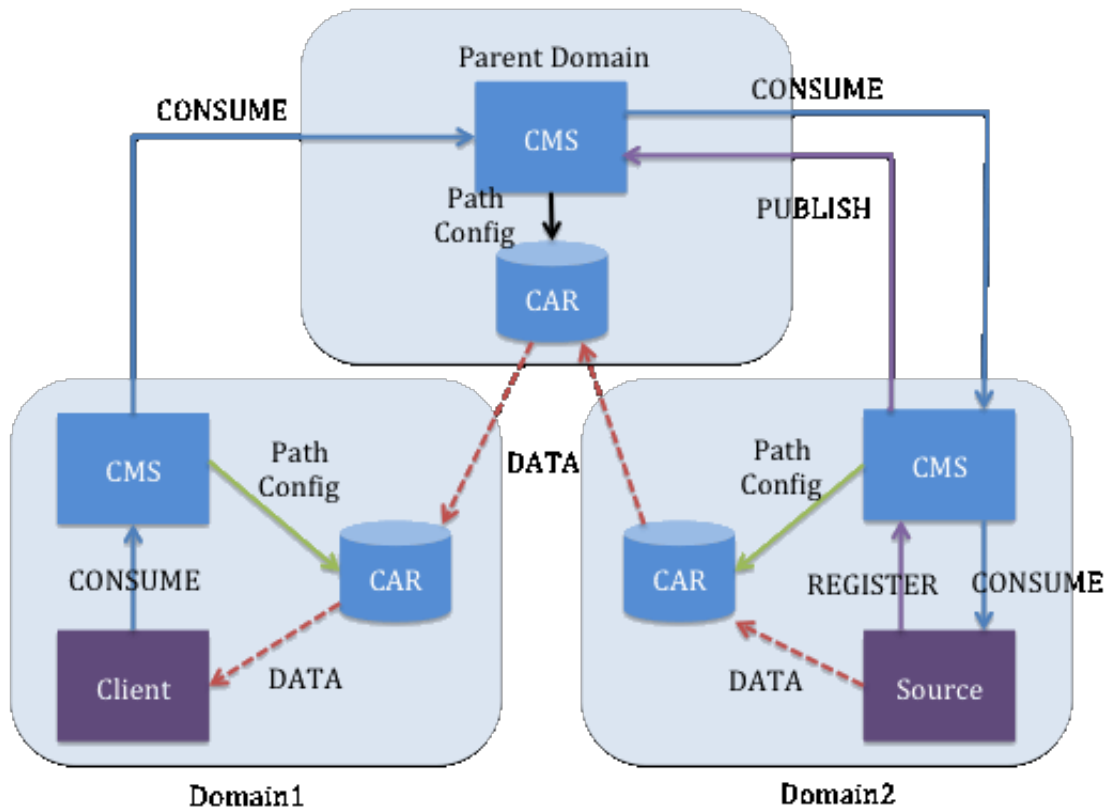 Parent Domain
CONSUME
CONSUME
CMS
Path
Config
PUBLISH
CAR
CMS
Path
Config
DATA
Path
Config
CMS
CAR
CAR
CONSUME
REGISTER
CONSUME
Client
DATA
DATA
Source
Domain1
Domain2